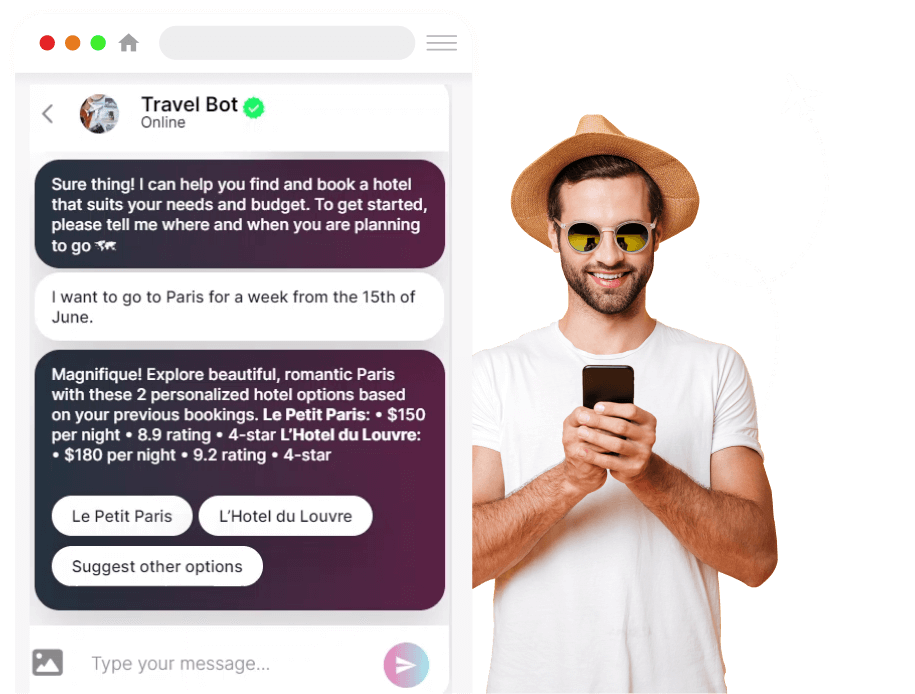 Travel Bot
Online
Sure thing! I can help you find and book a hotel
that suits your needs and budget. To get started,
please tell me where and when you are planning
to go 🗺
I want to go to Paris for a week from the 15th of
June.
Magnifique! Explore beautiful, romantic Paris
with these 2 personalized hotel options based
on your previous bookings. Le Petit Paris: • $150
per night • 8.9 rating • 4-star L’Hotel du Louvre:
• $180 per night • 9.2 rating • 4-star
Le Petit Paris
L’Hotel du Louvre
Suggest other options
Type your message...